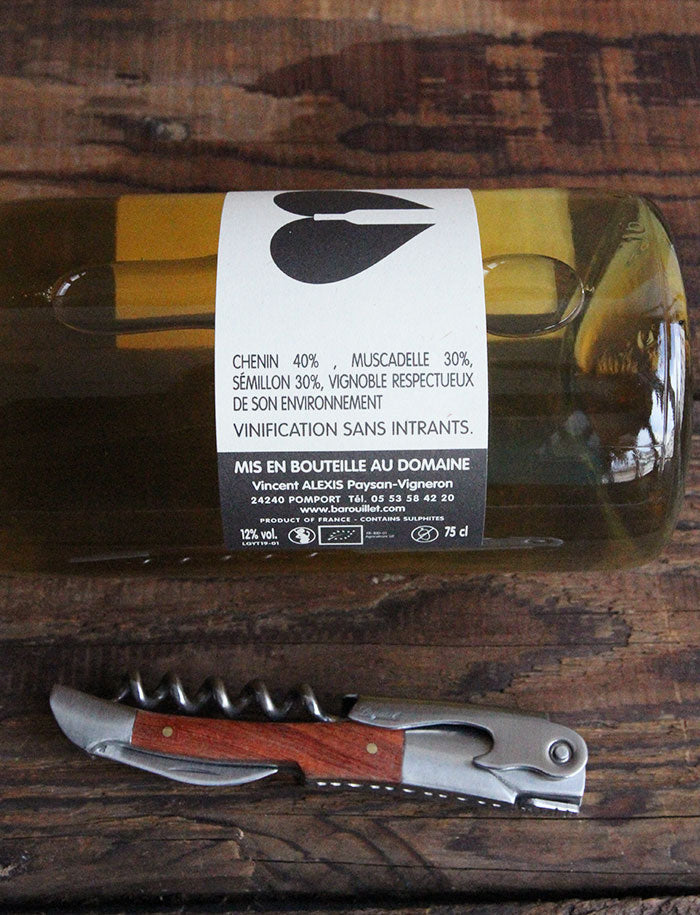 CHENIN 40% , MUSCADELLE 30%,
SÉMILLON 30%, VIGNOBLE RESPECTUEUX
DE SON ENVIRONNEMENT
VINIFICATION SANS INTRANTS.
MIS EN BOUTEILLE AU DOMAINE
Vincent ALEXIS Paysan-Vigneron
24240 POMPORT Tél. 05 53 58 42 20
www.barouillet.com
PRODUCT OF FRANCE - CONTAINS SULPHITES
12% vol. 75 cl
LGYT19-01